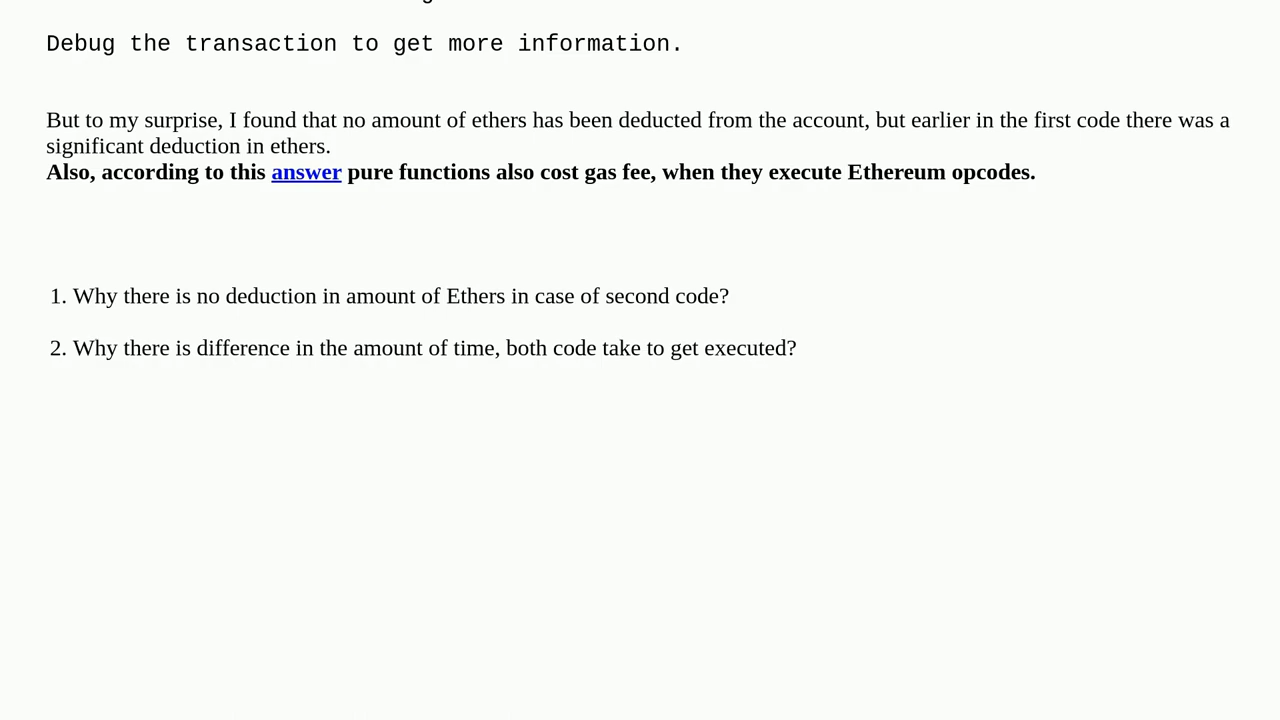 Debug the transaction to get more information.
But to my surprise, I found that no amount of ethers has been deducted from the account, but earlier in the first code there was a
significant deduction in ethers.
Also, according to this answer pure functions also cost gas fee, when they execute Ethereum opcodes.
1. Why there is no deduction in amount of Ethers in case of second code?
2. Why there is difference in the amount of time, both code take to get executed?